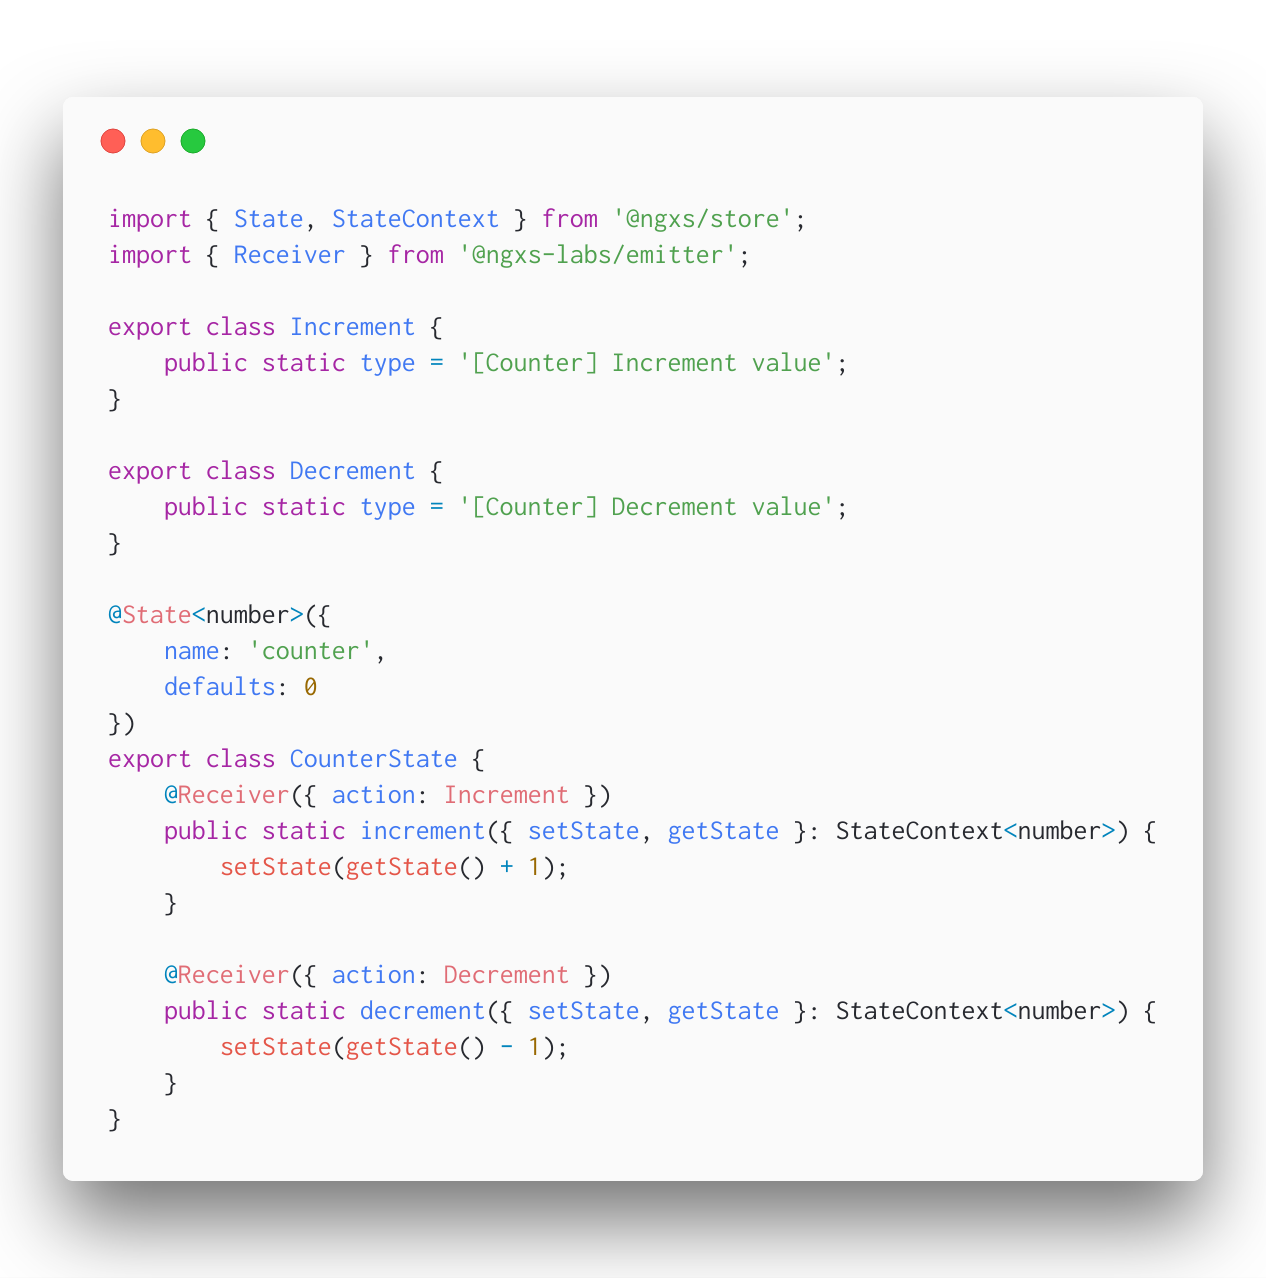 import { State, StateContext } from '@ngxs/store';
import { Receiver } from '@ngxs-labs/emitter';

export class Increment {
    public static type = '[Counter] Increment value';
}

export class Decrement {
    public static type = '[Counter] Decrement value';
}

@State<number>({
    name: 'counter',
    defaults: 0
})
export class CounterState {
    @Receiver({ action: Increment })
    public static increment({ setState, getState }: StateContext<number>) {
        setState(getState() + 1);
    }

    @Receiver({ action: Decrement })
    public static decrement({ setState, getState }: StateContext<number>) {
        setState(getState() - 1);
    }
}